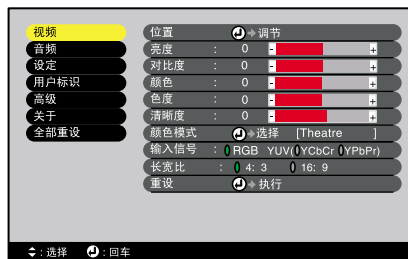 视频
音频
设定
用户标识
高级
关于
全部重设
位置 调节
亮度 : 0 - +
对比度 : 0 - +
颜色 : 0 - +
色度 : 0 - +
清晰度 : 0 - +
颜色模式 选择 [Theatre ]
输入信号 : RGB YUV( YCbCr YPbPr)
长宽比 : 4: 3 16: 9
重设 执行
: 选择 : 回车